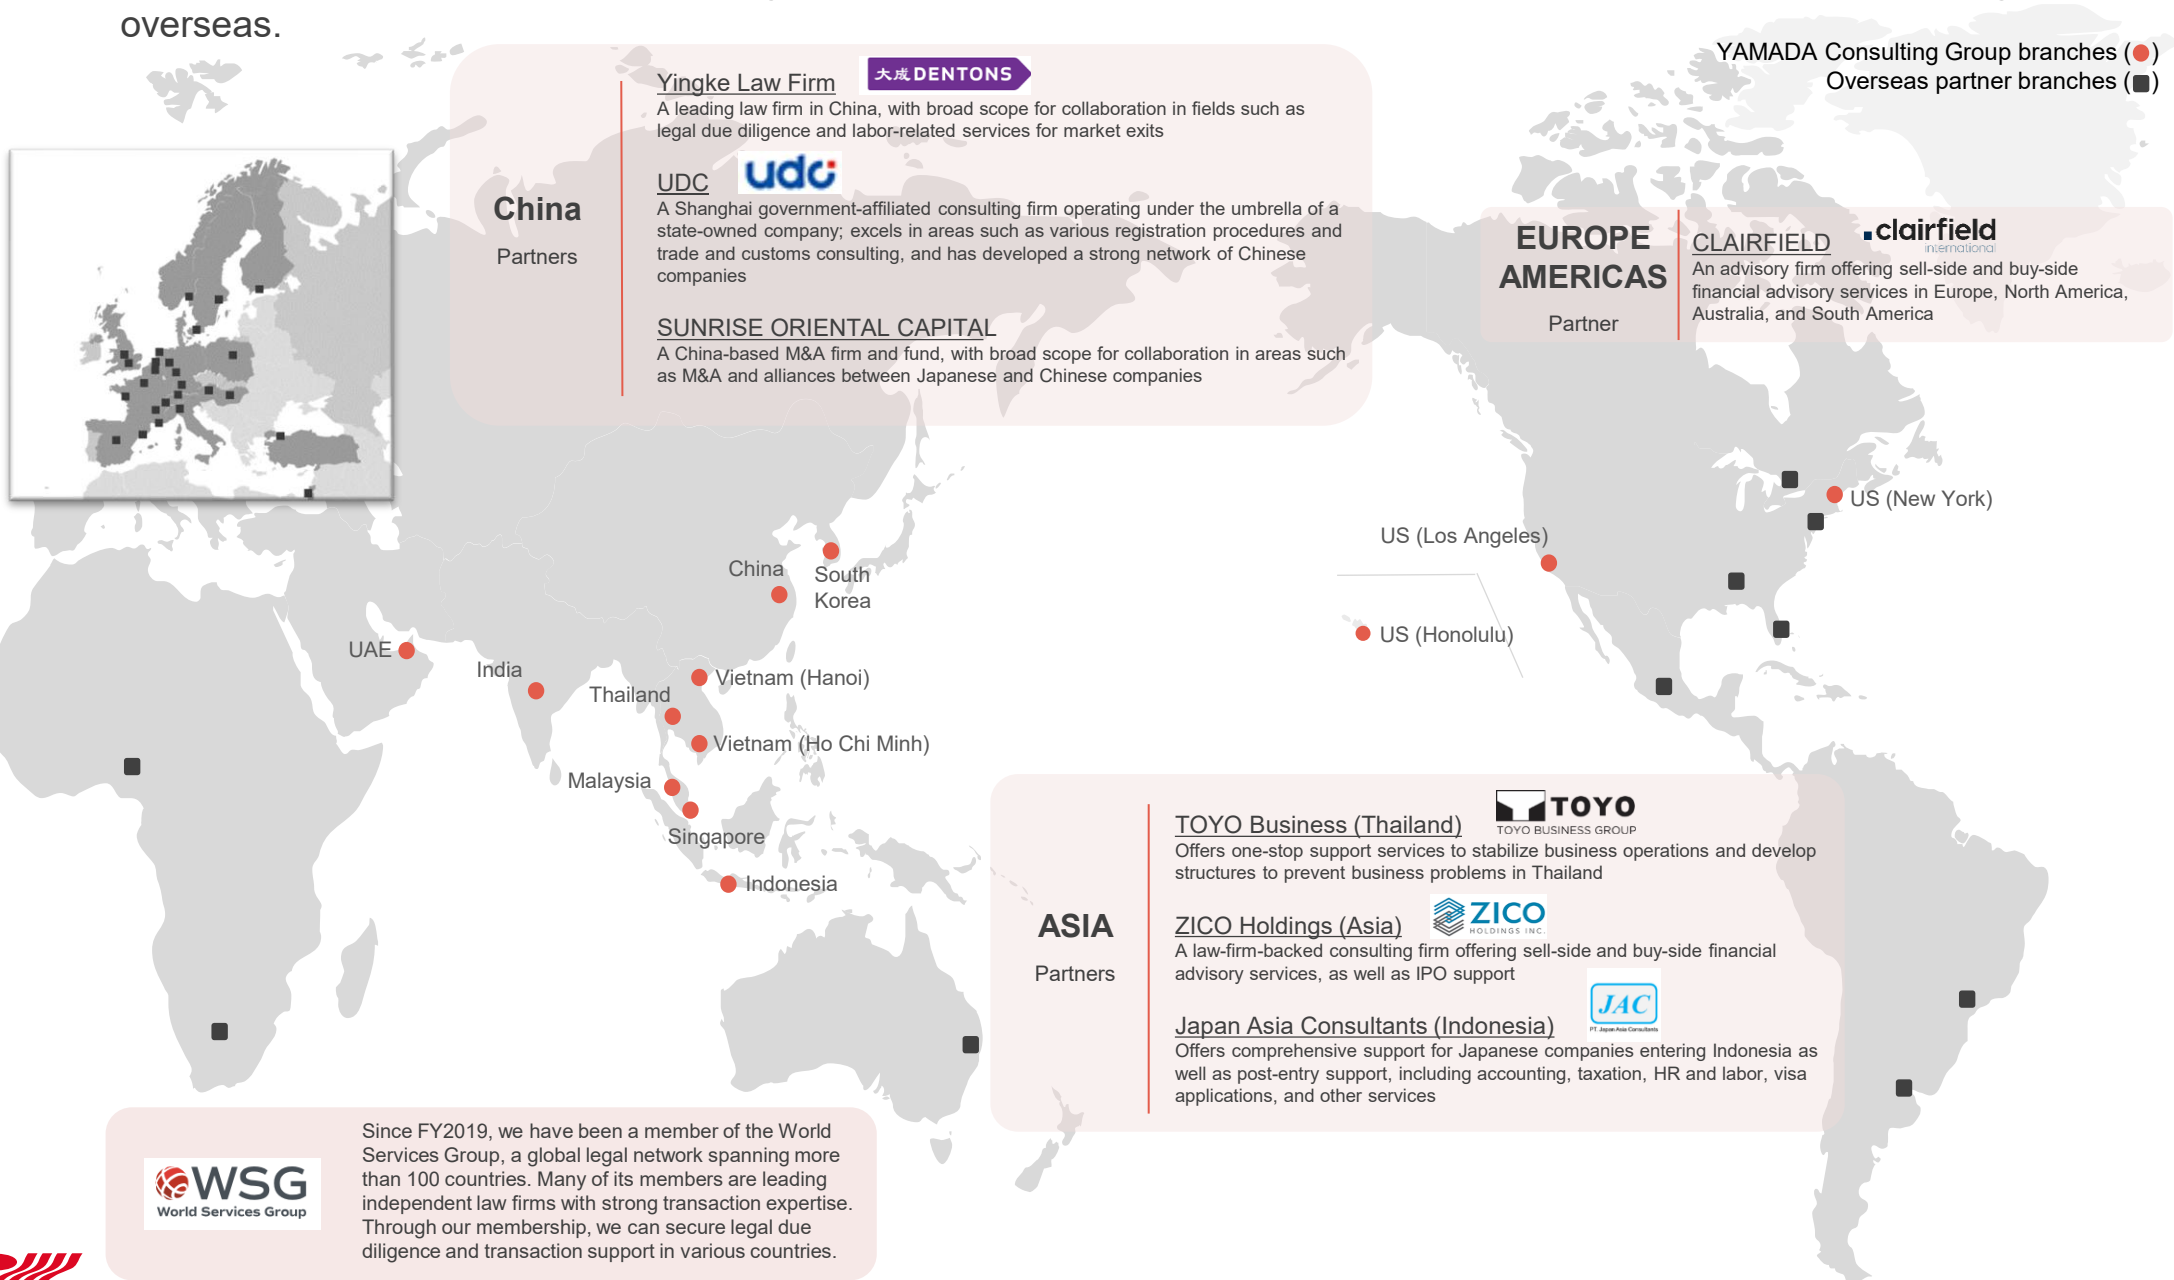 overseas.
YAMADA Consulting Group branches (●)
Overseas partner branches (■)
China
Partners
Yingke Law Firm
大成DENTONS
A leading law firm in China, with broad scope for collaboration in fields such as
legal due diligence and labor-related services for market exits
UDC
udc
A Shanghai government-affiliated consulting firm operating under the umbrella of a
state-owned company; excels in areas such as various registration procedures and
trade and customs consulting, and has developed a strong network of Chinese
companies
SUNRISE ORIENTAL CAPITAL
A China-based M&A firm and fund, with broad scope for collaboration in areas such
as M&A and alliances between Japanese and Chinese companies
EUROPE
AMERICAS
Partner
CLAIRFIELD
clairfield
international
An advisory firm offering sell-side and buy-side
financial advisory services in Europe, North America,
Australia, and South America
US (New York)
US (Los Angeles)
US (Honolulu)
China
South
Korea
UAE
India
Thailand
Vietnam (Hanoi)
Vietnam (Ho Chi Minh)
Malaysia
Singapore
Indonesia
ASIA
Partners
TOYO Business (Thailand)
TOYO
TOYO BUSINESS GROUP
Offers one-stop support services to stabilize business operations and develop
structures to prevent business problems in Thailand
ZICO Holdings (Asia)
ZICO
HOLDINGS INC.
A law-firm-backed consulting firm offering sell-side and buy-side financial
advisory services, as well as IPO support
Japan Asia Consultants (Indonesia)
JAC
PT. Japan Asia Consultants
Offers comprehensive support for Japanese companies entering Indonesia as
well as post-entry support, including accounting, taxation, HR and labor, visa
applications, and other services
WSG
World Services Group
Since FY2019, we have been a member of the World
Services Group, a global legal network spanning more
than 100 countries. Many of its members are leading
independent law firms with strong transaction expertise.
Through our membership, we can secure legal due
diligence and transaction support in various countries.